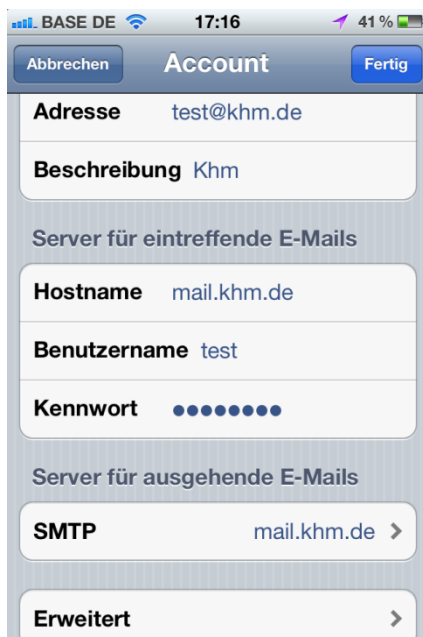 BASE DE 17:16 41 %
Abbrechen Account Fertig
Adresse test@khm.de
Beschreibung Khm
Server für eintreffende E-Mails
Hostname mail.khm.de
Benutzername test
Kennwort ●●●●●●●●
Server für ausgehende E-Mails
SMTP mail.khm.de
Erweitert